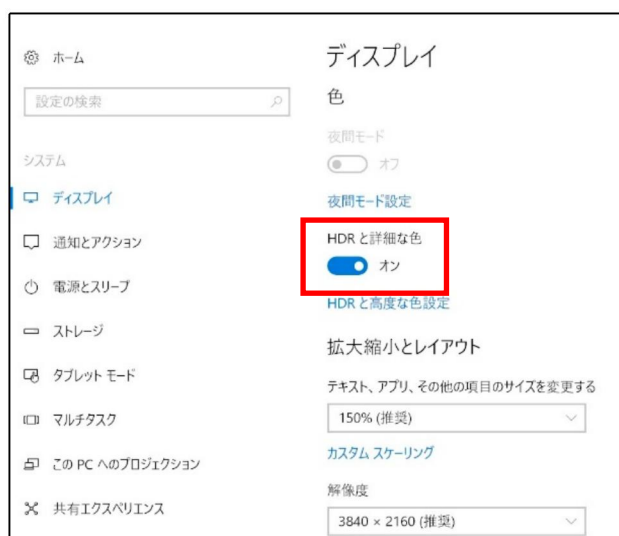 ホーム
設定の検索
システム
ディスプレイ
通知とアクション
電源とスリープ
ストレージ
タブレット モード
マルチタスク
この PC へのプロジェクション
共有エクスペリエンス
ディスプレイ
色
夜間モード
オフ
夜間モード設定
HDR と詳細な色
オン
HDR と高度な色設定
拡大縮小とレイアウト
テキスト、アプリ、その他の項目のサイズを変更する
150% (推奨)
カスタム スケーリング
解像度
3840 × 2160 (推奨)